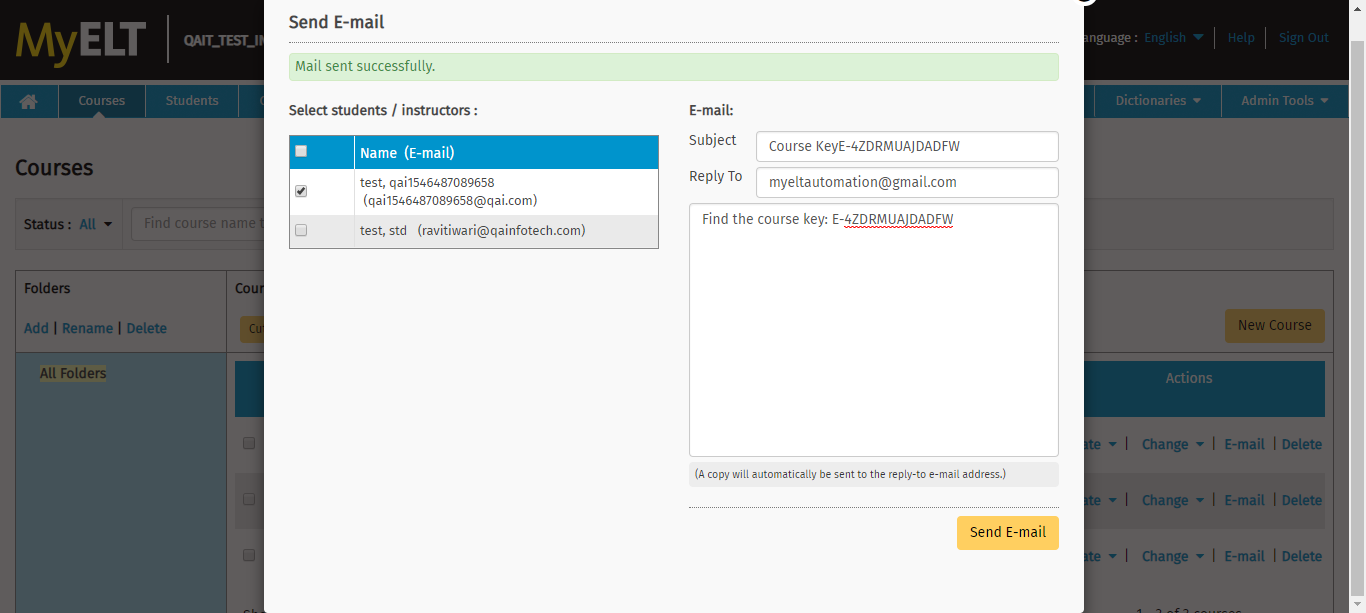 Send E-mail
MyELT
QAIT_TEST_I
Language : English
Help
Sign Out
Mail sent successfully.
Courses
Students
Dictionaries
Admin Tools
Select students / instructors :
E-mail:
Subject
Course KeyE-4ZDRMUAJDADFW
Name (E-mail)
Courses
Reply To
myeltautomation@gmail.com
test, qai1546487089658
(qai1546487089658@qai.com)
Status : All
Find course name
Find the course key: E-4ZDRMUAJDADFW
test, std (ravitiwari@qainfotech.com)
Folders
Add | Rename | Delete
New Course
All Folders
Actions
Change | E-mail | Delete
(A copy will automatically be sent to the reply-to e-mail address.)
Change | E-mail | Delete
Send E-mail
Change | E-mail | Delete